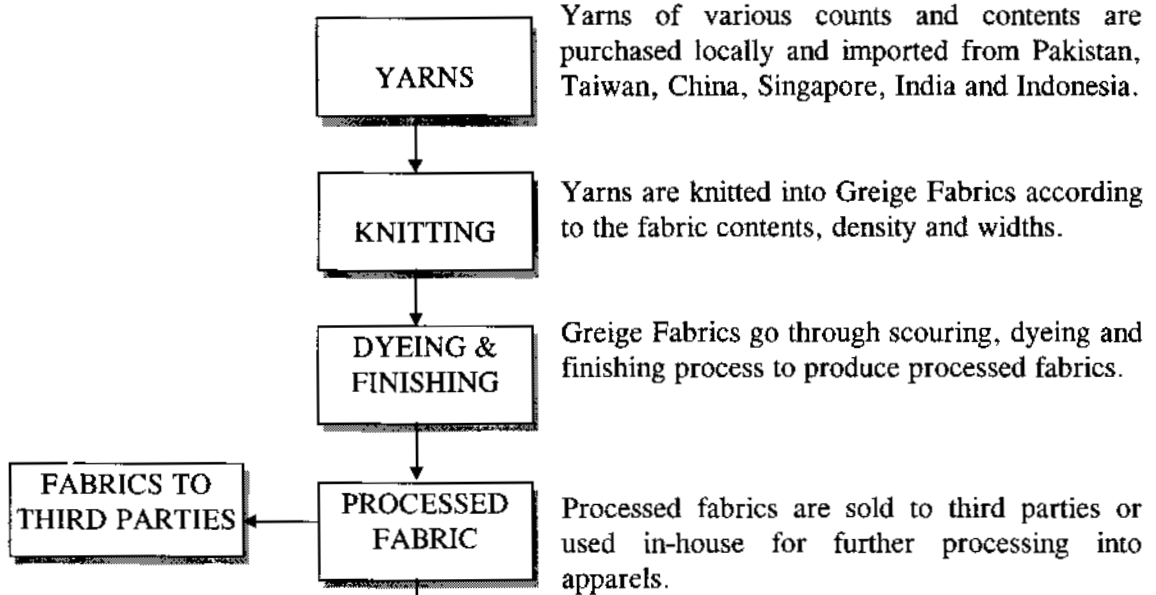 YARNS
Yarns of various counts and contents are
purchased locally and imported from Pakistan,
Taiwan, China, Singapore, India and Indonesia.
KNITTING
Yarns are knitted into Greige Fabrics according
to the fabric contents, density and widths.
DYEING &
FINISHING
Greige Fabrics go through scouring, dyeing and
finishing process to produce processed fabrics.
FABRICS TO
THIRD PARTIES
PROCESSED
FABRIC
Processed fabrics are sold to third parties or
used in-house for further processing into
apparels.